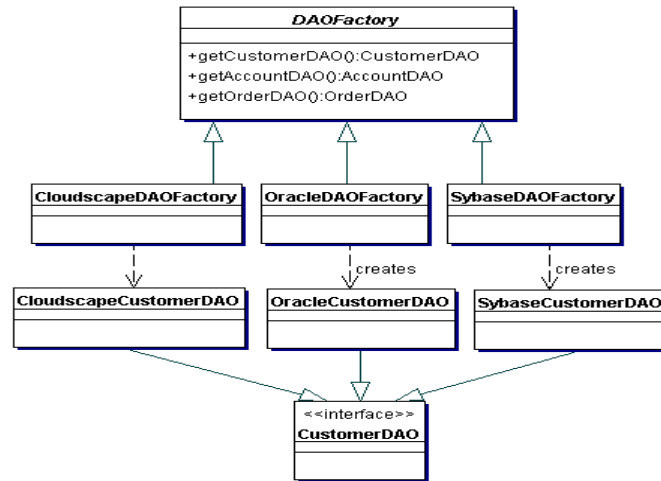 DAOFactory
+getCustomerDAO():CustomerDAO
+getAccountDAO():AccountDAO
+getOrderDAO():OrderDAO
CloudscapeDAOFactory
OracleDAOFactory
SybaseDAOFactory
creates
creates
CloudscapeCustomerDAO
OracleCustomerDAO
SybaseCustomerDAO
<<interface>>
CustomerDAO